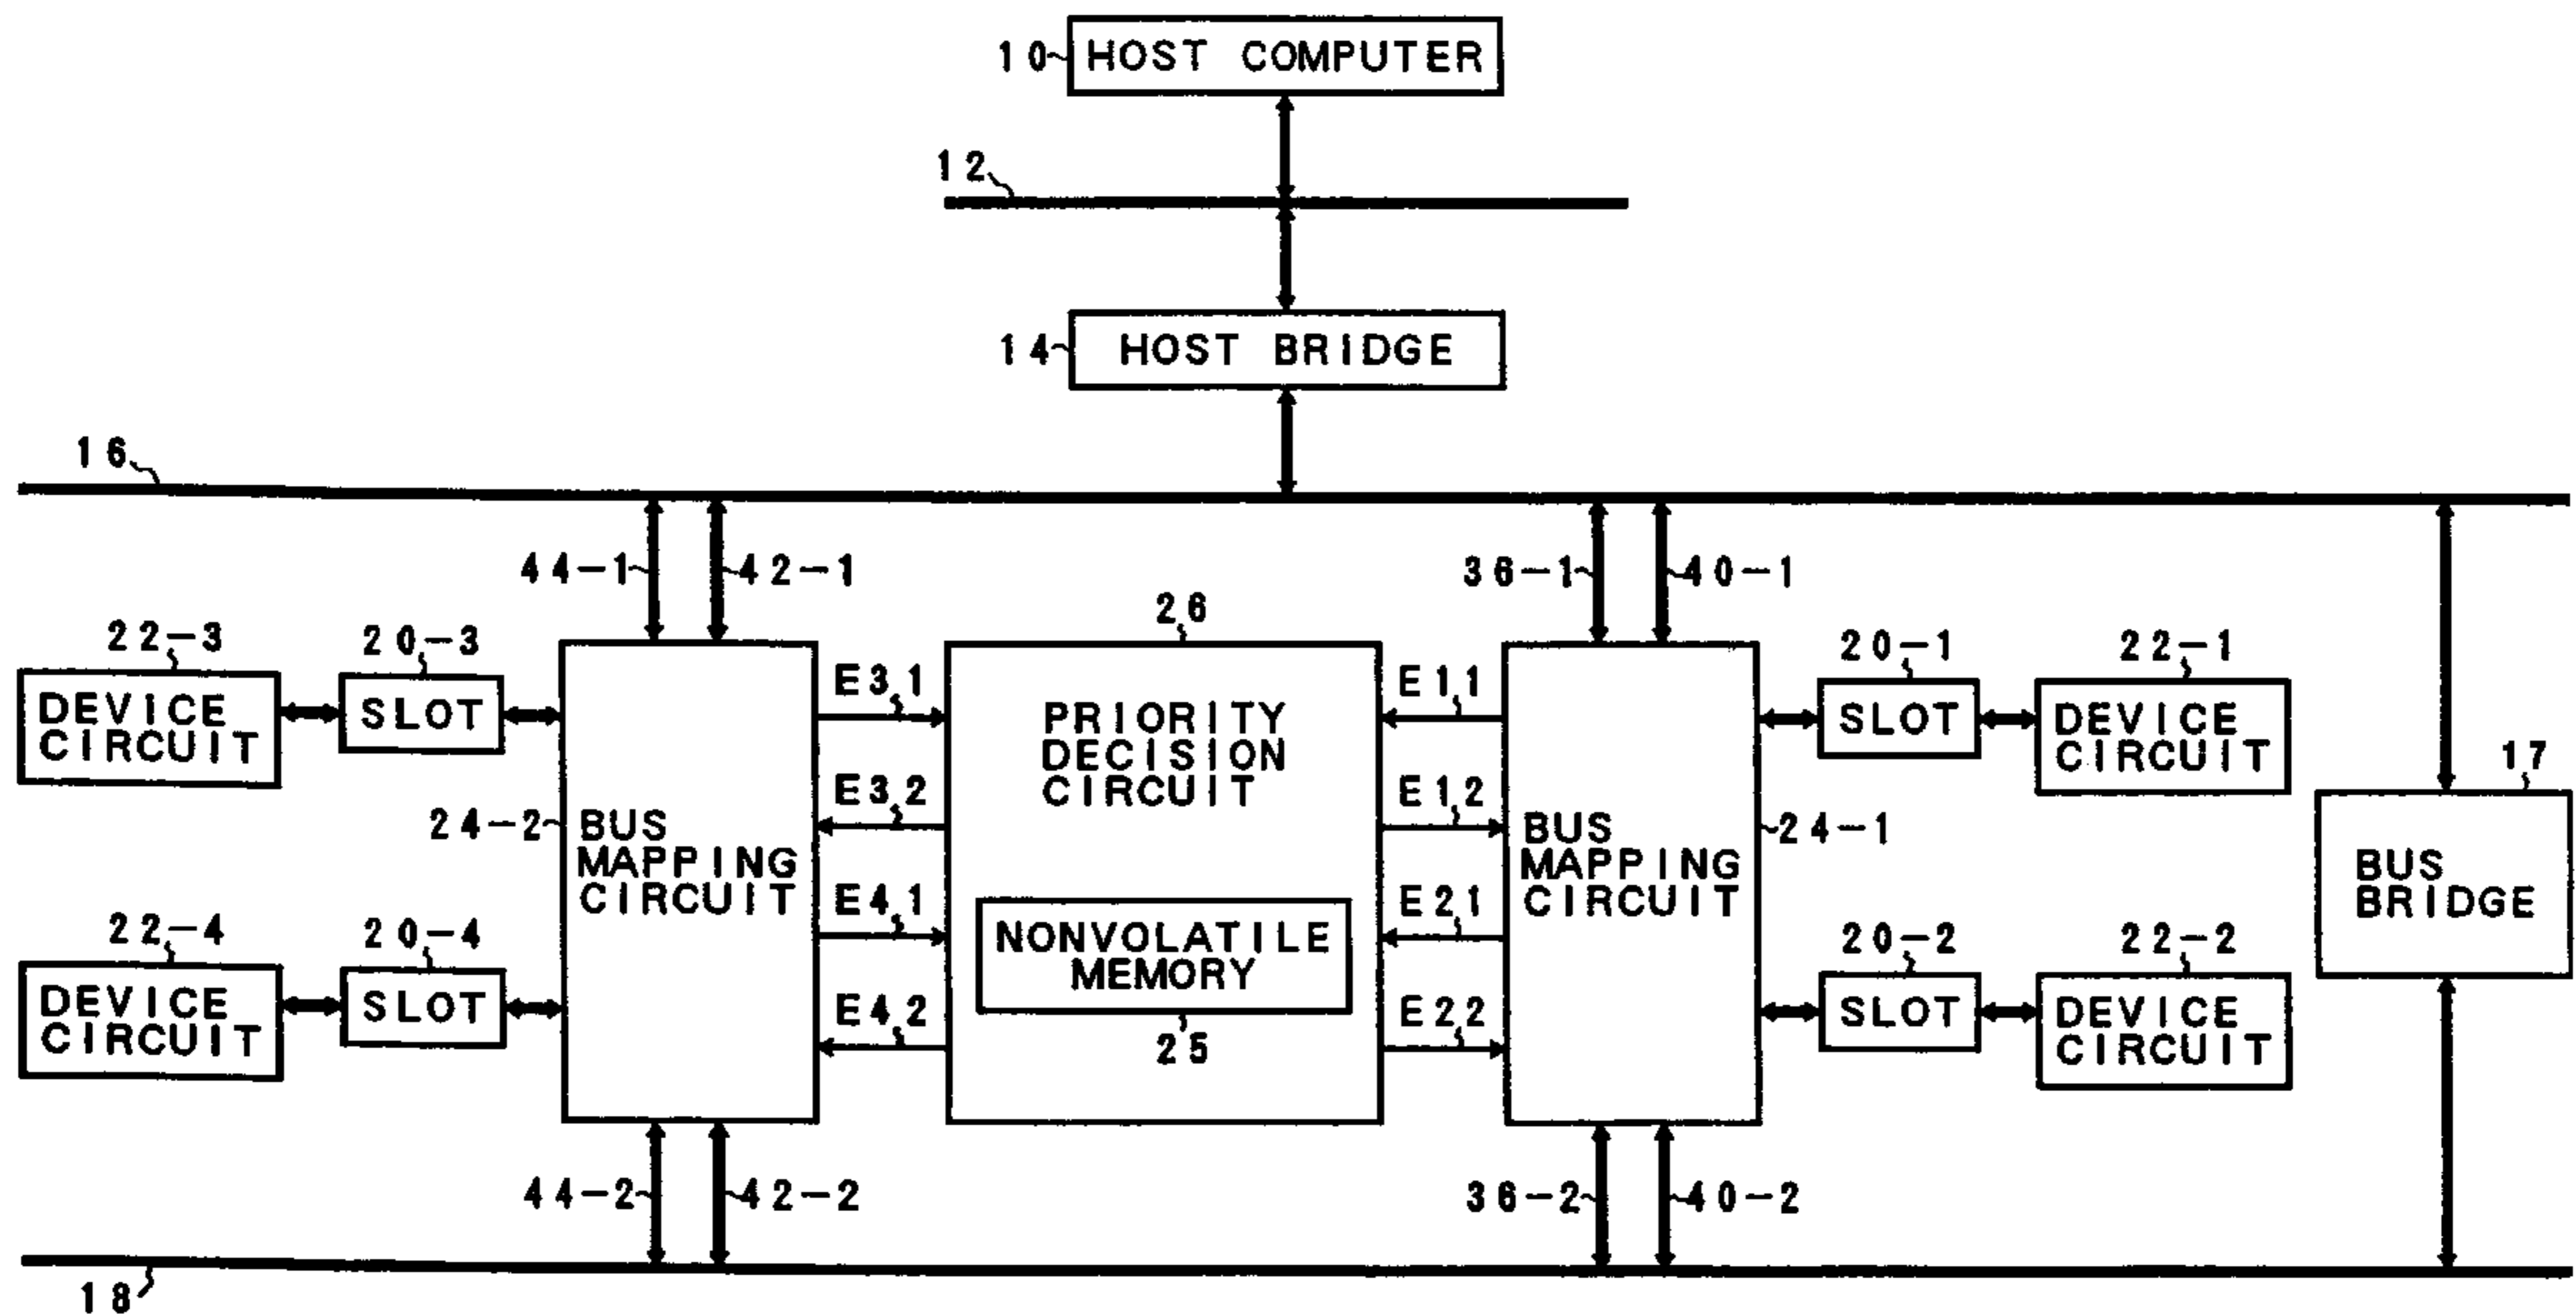 10 HOST COMPUTER
12
14 HOST BRIDGE
16
44-1 42-1 36-1 40-1
26
22-3 20-3 20-1 22-1
E3,1 E1,1
DEVICE CIRCUIT
SLOT
PRIORITY DECISION CIRCUIT
SLOT
DEVICE CIRCUIT
17
E3,2 E1,2
24-2 BUS MAPPING CIRCUIT
BUS MAPPING CIRCUIT 24-1
BUS BRIDGE
E4,1 E2,1
22-4 20-4 20-2 22-2
NONVOLATILE MEMORY
DEVICE CIRCUIT
SLOT
E4,2 E2,2
SLOT
DEVICE CIRCUIT
25
44-2 42-2 36-2 40-2
18